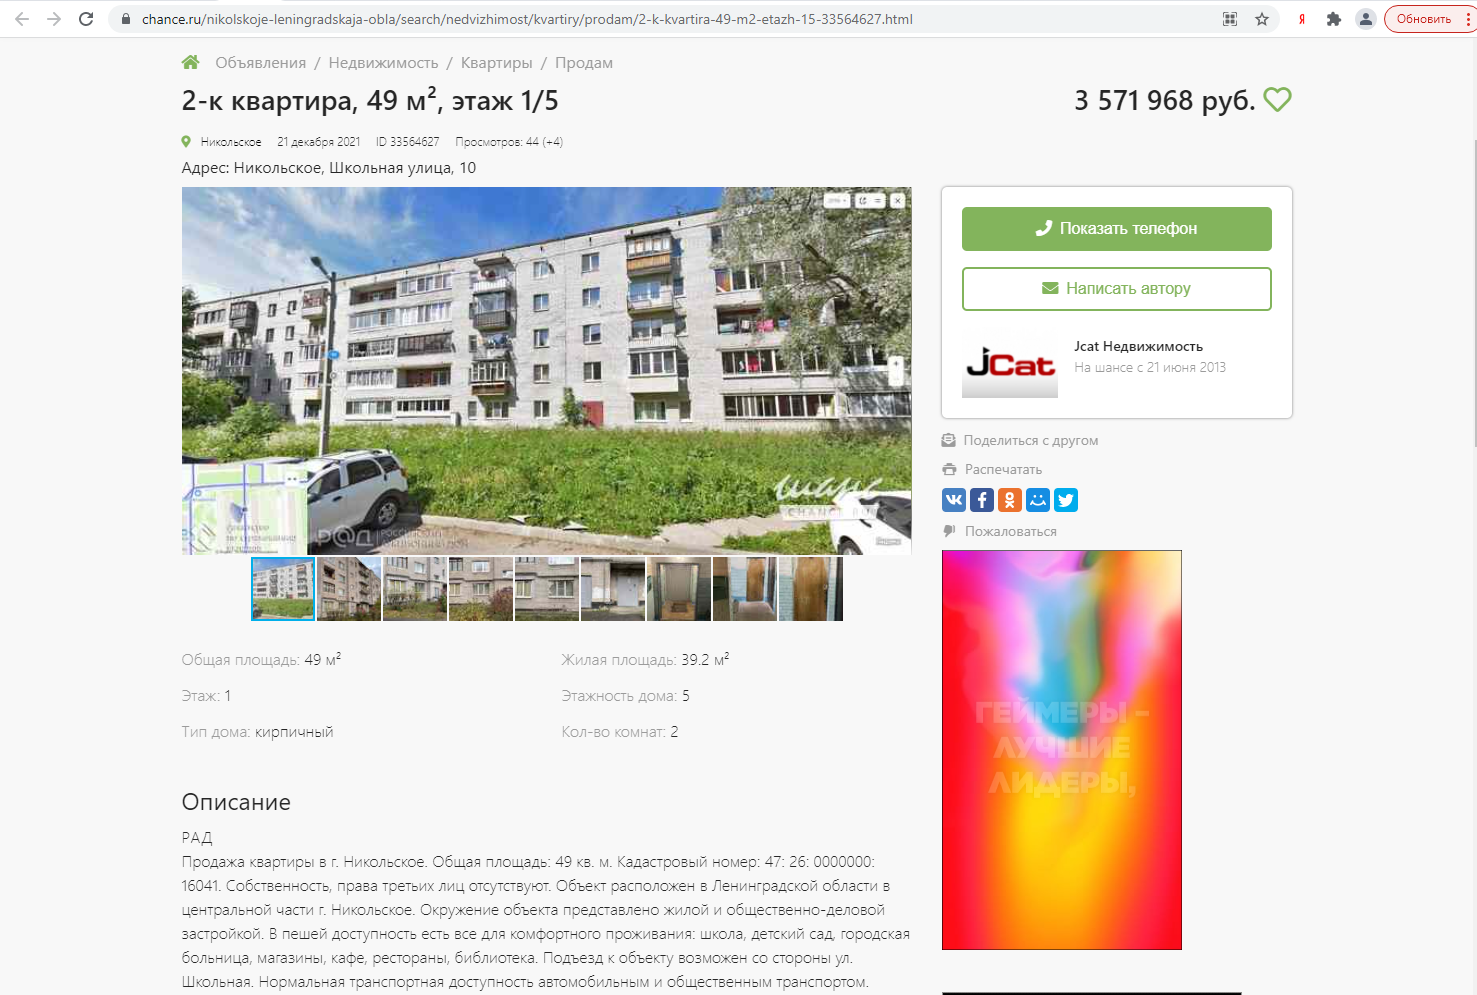 chance.ru/nikolskoje-leningradskaja-obla/search/nedvizhimost/kvartiry/prodam/2-k-kvartira-49-m2-etazh-15-33564627.html
Я
Обновить
Объявления / Недвижимость / Квартиры / Продам
2-к квартира, 49 м², этаж 1/5
3 571 968 руб.
Никольское 21 декабря 2021 ID 33564627 Просмотров: 44 (+4)
Адрес: Никольское, Школьная улица, 10
Показать телефон
Написать автору
jCat
Jcat Недвижимость
На шансе с 21 июня 2013
Поделиться с другом
Распечатать
Пожаловаться
шанс
CHANCE.RU
РАД РОССИЙСКИЙ АУКЦИОННЫЙ ДОМ
ГЕЙМЕРЫ -
ЛУЧШИЕ
ЛИДЕРЫ,
Общая площадь: 49 м²
Жилая площадь: 39.2 м²
Этаж: 1
Этажность дома: 5
Тип дома: кирпичный
Кол-во комнат: 2
Описание
РАД
Продажа квартиры в г. Никольское. Общая площадь: 49 кв. м. Кадастровый номер: 47: 26: 0000000:
16041. Собственность, права третьих лиц отсутствуют. Объект расположен в Ленинградской области в
центральной части г. Никольское. Окружение объекта представлено жилой и общественно-деловой
застройкой. В пешей доступность есть все для комфортного проживания: школа, детский сад, городская
больница, магазины, кафе, рестораны, библиотека. Подъезд к объекту возможен со стороны ул.
Школьная. Нормальная транспортная доступность автомобильным и общественным транспортом.